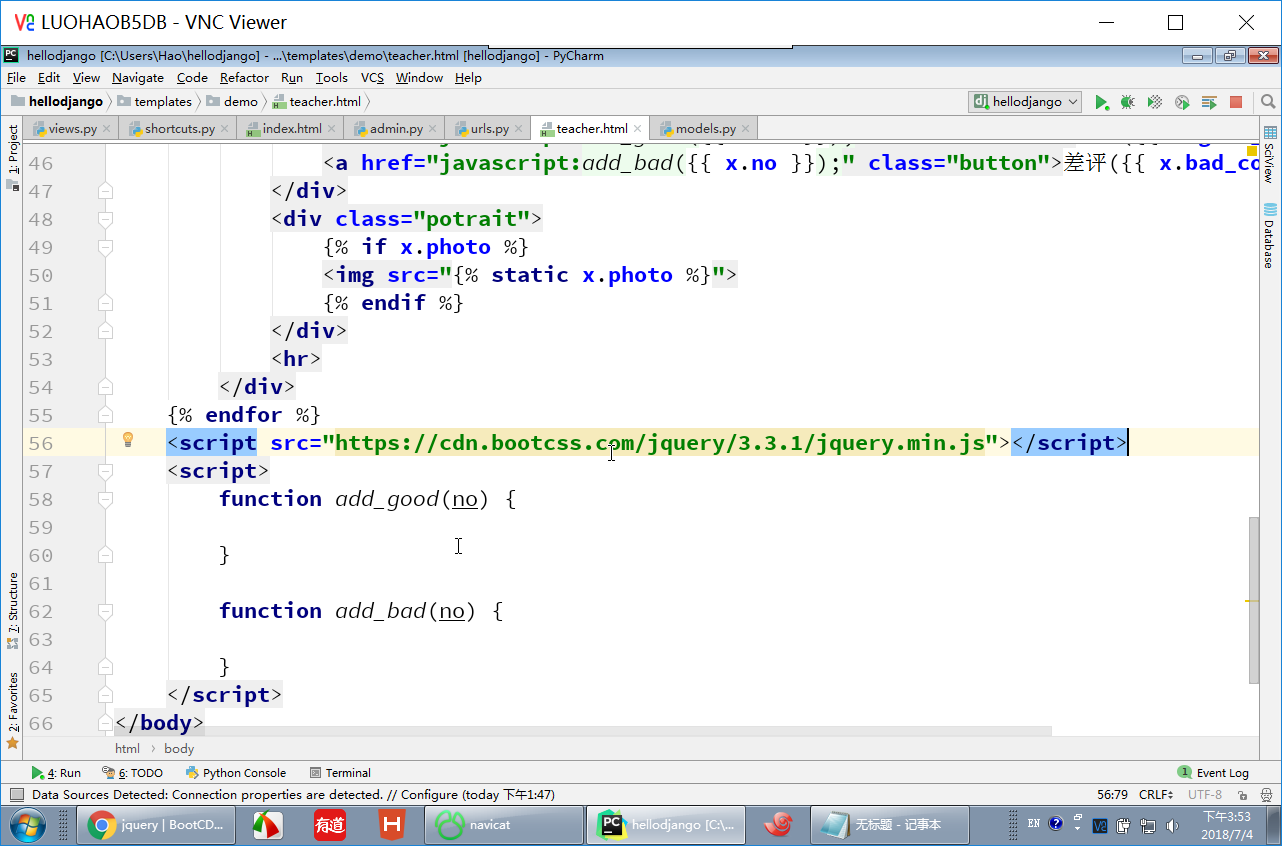 LUOHAOB5DB - VNC Viewer
hellodjango [C:\Users\Hao\hellodjango] - ...\templates\demo\teacher.html [hellodjango] - PyCharm
File Edit View Navigate Code Refactor Run Tools VCS Window Help
hellodjango templates demo teacher.html hellodjango
views.py shortcuts.py index.html admin.py urls.py teacher.html models.py
46 <a href="javascript:add_bad({{ x.no }});" class="button">差评({{ x.bad_co
47 </div>
48 <div class="potrait">
49 {% if x.photo %}
50 <img src="{% static x.photo %}">
51 {% endif %}
52 </div>
53 <hr>
54 </div>
55 {% endfor %}
56 <script src="https://cdn.bootcss.com/jquery/3.3.1/jquery.min.js"></script>
57 <script>
58 function add_good(no) {
59
60 }
61
62 function add_bad(no) {
63
64 }
65 </script>
66 </body>
html › body
1: Project
7: Structure
2: Favorites
SciView
Database
4: Run 6: TODO Python Console Terminal 1 Event Log
Data Sources Detected: Connection properties are detected. // Configure (today 下午1:47) 56:79 CRLF UTF-8
jquery | BootCD... 有道 H navicat hellodjango [C:\... 无标题 - 记事本 EN 下午3:53
2018/7/4